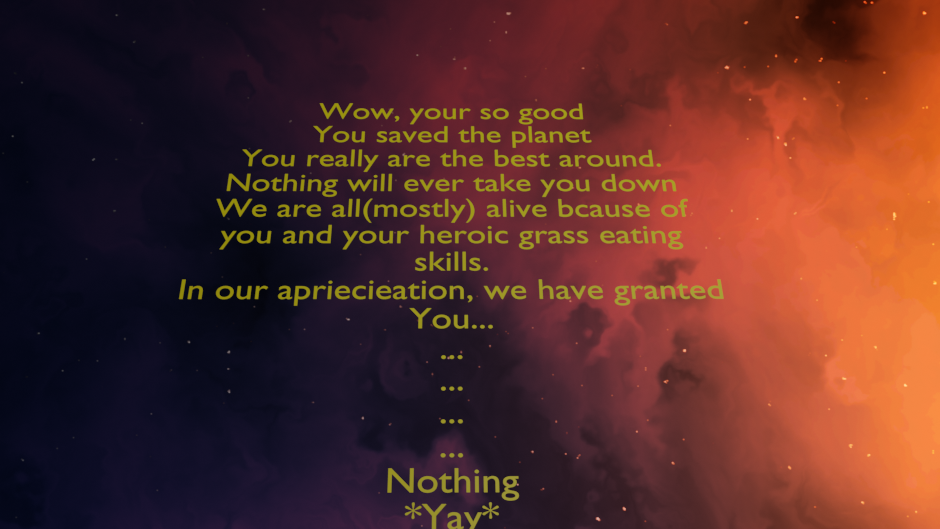 Wow, your so good
You saved the planet
You really are the best around.
Nothing will ever take you down
We are all(mostly) alive bcause of
you and your heroic grass eating
skills.
In our apriecieation, we have granted
You...
...
...
...
...
Nothing
*Yay*